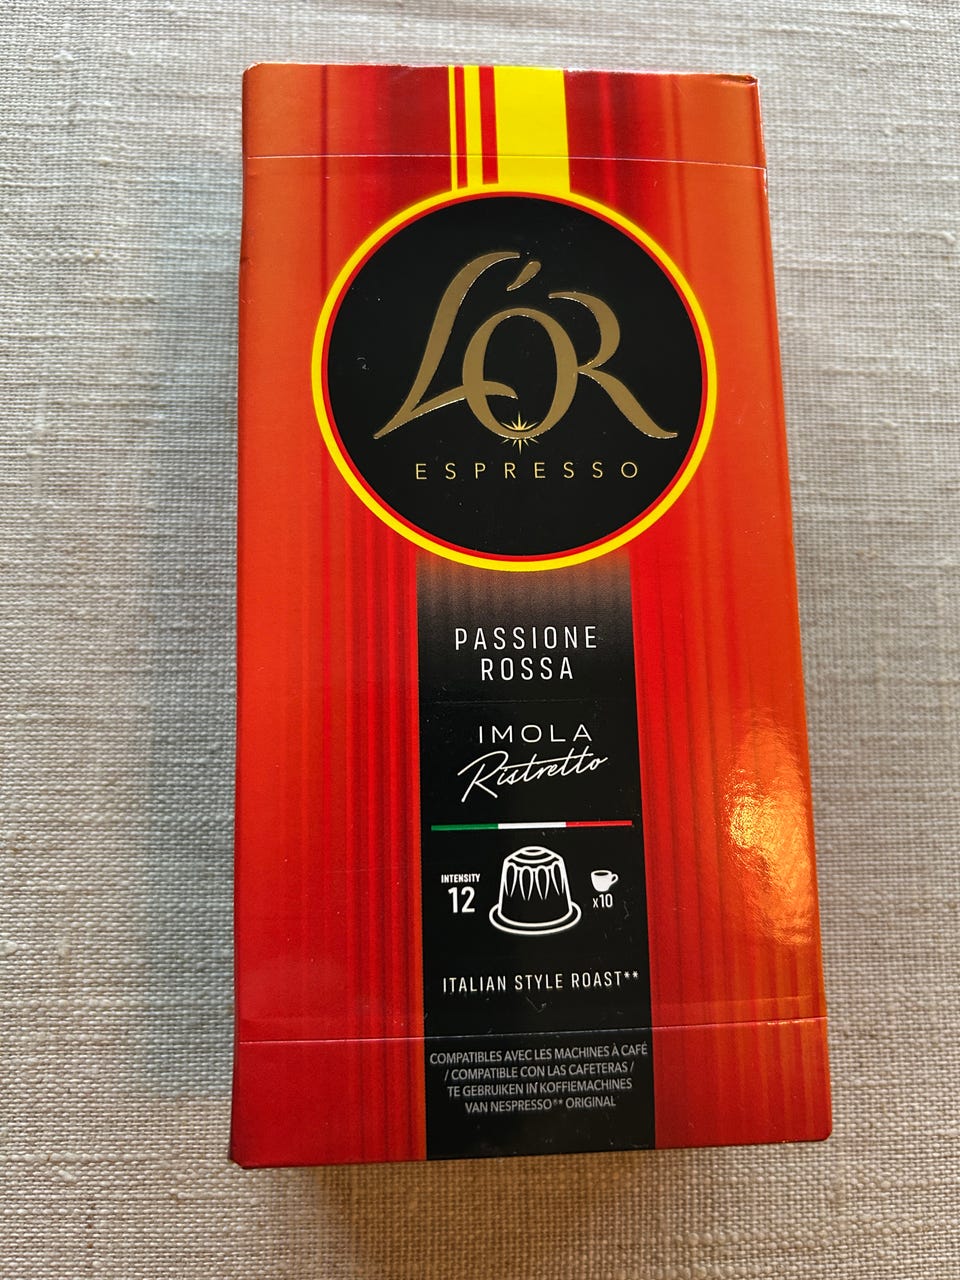 L'OR
ESPRESSO
PASSIONE
ROSSA
IMOLA
Ristretto
INTENSITY
12
x10
ITALIAN STYLE ROAST**
COMPATIBLES AVEC LES MACHINES À CAFÉ
/ COMPATIBLE CON LAS CAFETERAS /
TE GEBRUIKEN IN KOFFIEMACHINES
VAN NESPRESSO®* ORIGINAL